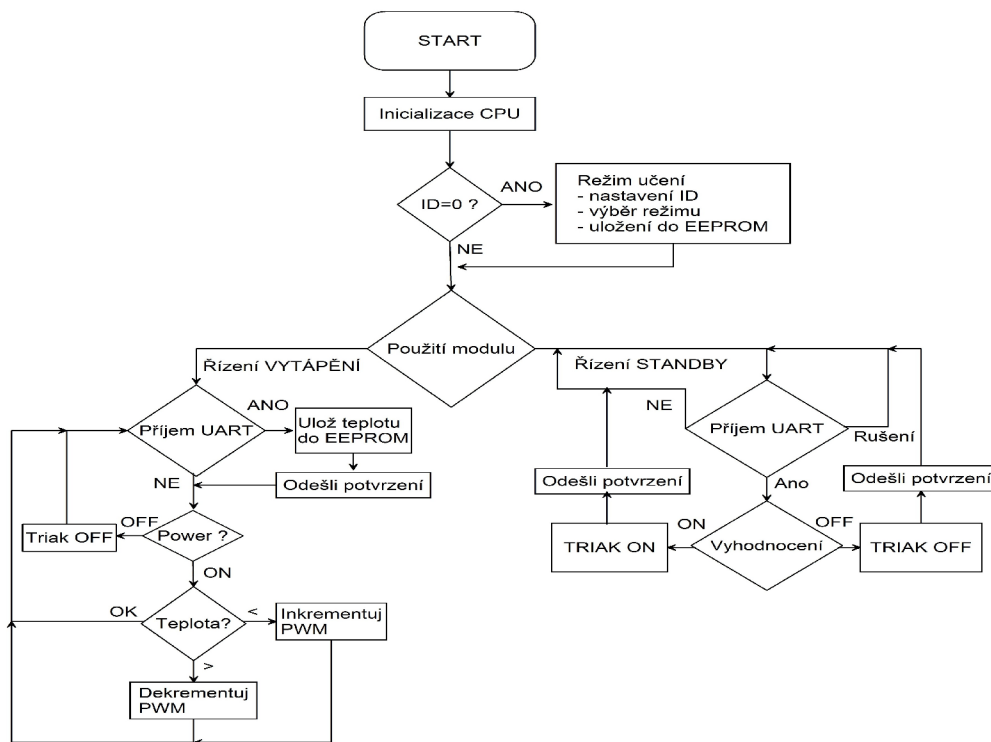 START
Inicializace CPU
ID=0 ?
ANO
Režim učení
- nastavení ID
- výběr režimu
- uložení do EEPROM
NE
Použití modulu
Řízení VYTÁPĚNÍ
Řízení STANDBY
Příjem UART
ANO
Ulož teplotu
do EEPROM
NE
Odešli potvrzení
Power ?
OFF
Triak OFF
ON
Teplota?
OK
<
Inkrementuj
PWM
>
Dekrementuj
PWM
NE
Příjem UART
Rušení
Ano
Odešli potvrzení
Odešli potvrzení
ON
Vyhodnocení
OFF
TRIAK ON
TRIAK OFF